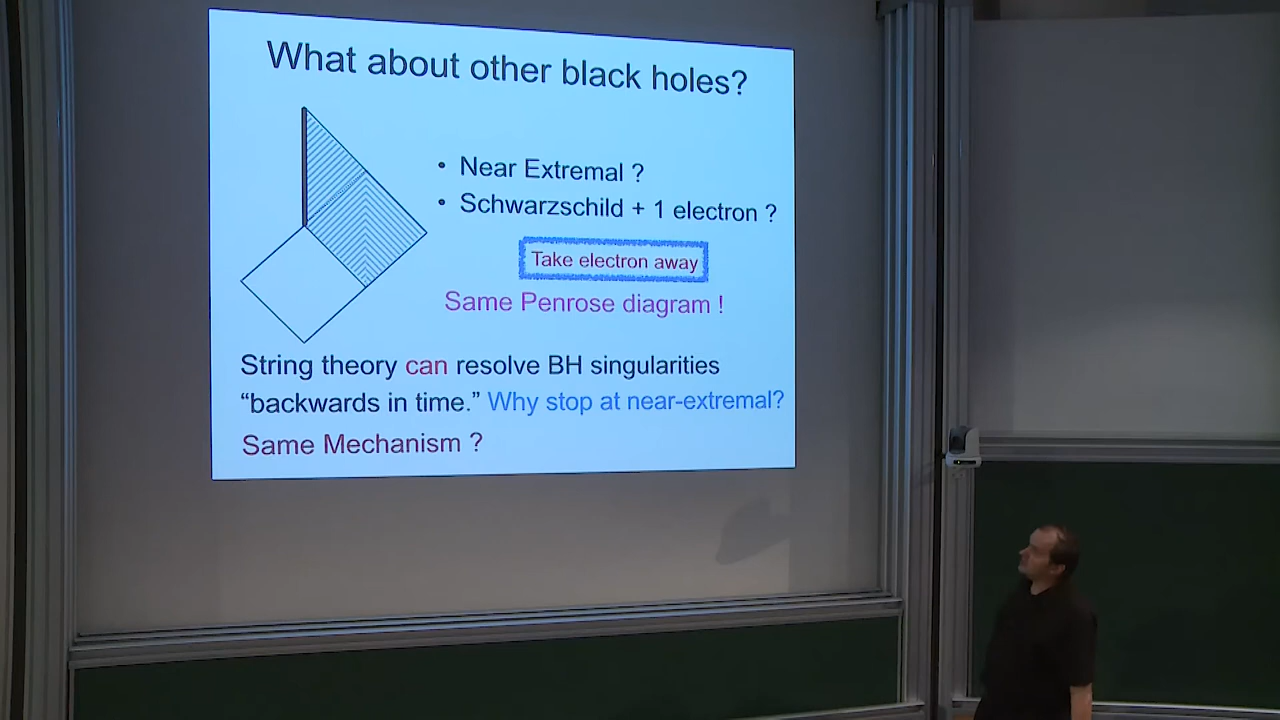 What about other black holes?
• Near Extremal ?
• Schwarzschild + 1 electron ?
Take electron away
Same Penrose diagram !
String theory can resolve BH singularities
“backwards in time.” Why stop at near-extremal?
Same Mechanism ?